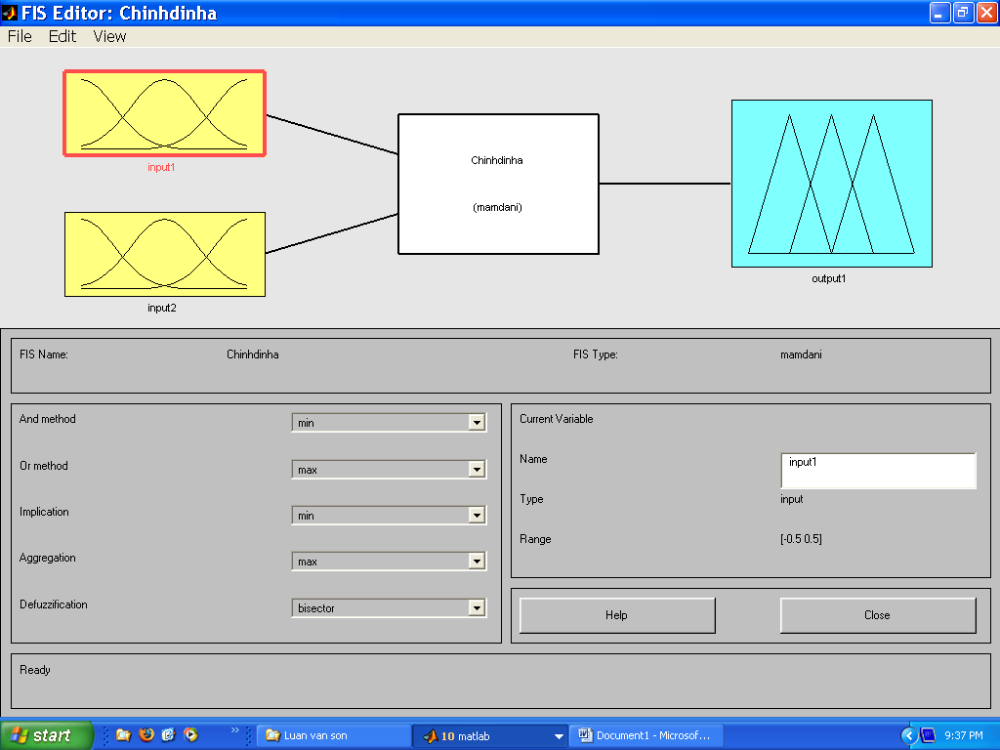 FIS Editor: Chinhdinha
File Edit View
input1
input2
Chinhdinha
(mamdani)
output1
FIS Name: Chinhdinha FIS Type: mamdani
And method min
Or method max
Implication min
Aggregation max
Defuzzification bisector
Current Variable
Name input1
Type input
Range [-0.5 0.5]
Help Close
Ready
start Luan van son 10 matlab Document1 - Microsof... 9:37 PM